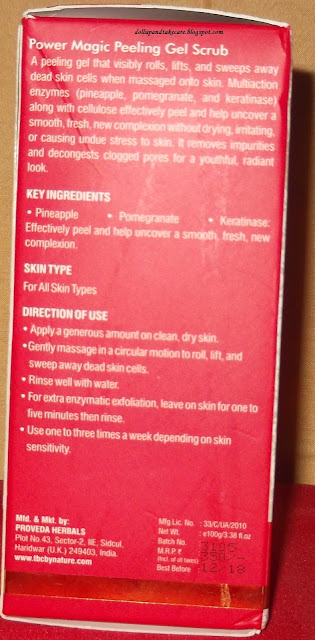 dollupandtakecare.blogspot.com
Power Magic Peeling Gel Scrub
A peeling gel that visibly rolls, lifts, and sweeps away
dead skin cells when massaged onto skin. Multiaction
enzymes (pineapple, pomegranate, and keratinase)
along with cellulose effectively peel and help uncover a
smooth, fresh, new complexion without drying, irritating,
or causing undue stress to skin. It removes impurities
and decongests clogged pores for a youthful, radiant
look.
KEY INGREDIENTS
• Pineapple • Pomegranate • Keratinase:
Effectively peel and help uncover a smooth, fresh, new
complexion.
SKIN TYPE
For All Skin Types
DIRECTION OF USE
• Apply a generous amount on clean, dry skin.
• Gently massage in a circular motion to roll, lift, and
sweep away dead skin cells.
• Rinse well with water.
• For extra enzymatic exfoliation, leave on skin for one to
five minutes then rinse.
• Use one to three times a week depending on skin
sensitivity.
Mfd. & Mkt. by:
PROVEDA HERBALS
Plot No.43, Sector-2, IIE, Sidcul,
Haridwar (U.K.) 249403, India.
www.tbcbynature.com
Mfg Lic. No. : 33/C/UA/2010
Net Wt. : e100g/3.38 fl.oz
Batch No.
M.R.P. ₹
(Incl. of all taxes)
Best Before : 12 18